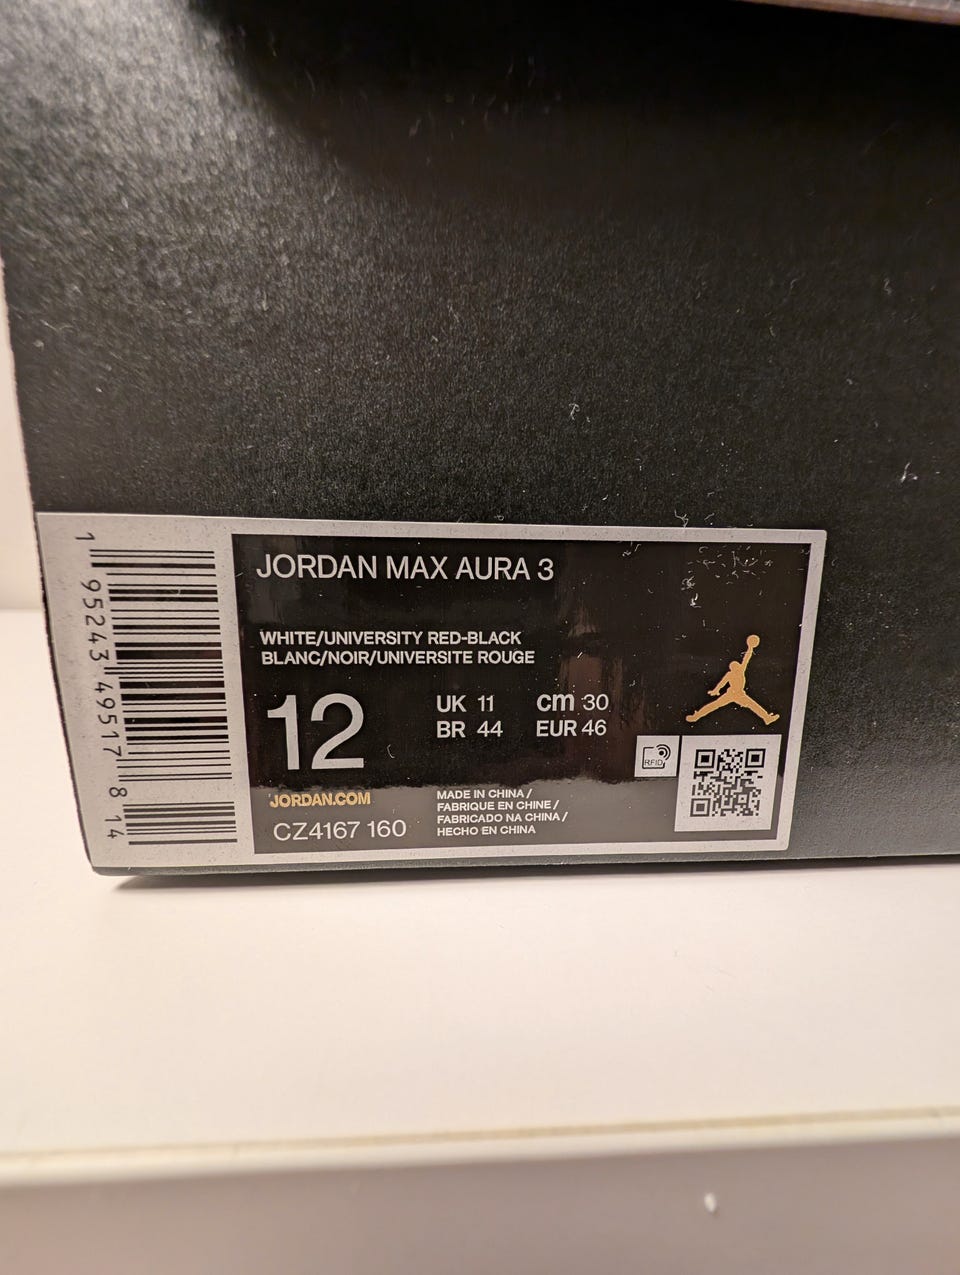 JORDAN MAX AURA 3
WHITE/UNIVERSITY RED-BLACK
BLANC/NOIR/UNIVERSITE ROUGE
12
UK 11 cm 30
BR 44 EUR 46
RFID
JORDAN.COM
CZ4167 160
MADE IN CHINA /
FABRIQUE EN CHINE /
FABRICADO NA CHINA /
HECHO EN CHINA
1 95243 49517 8 14